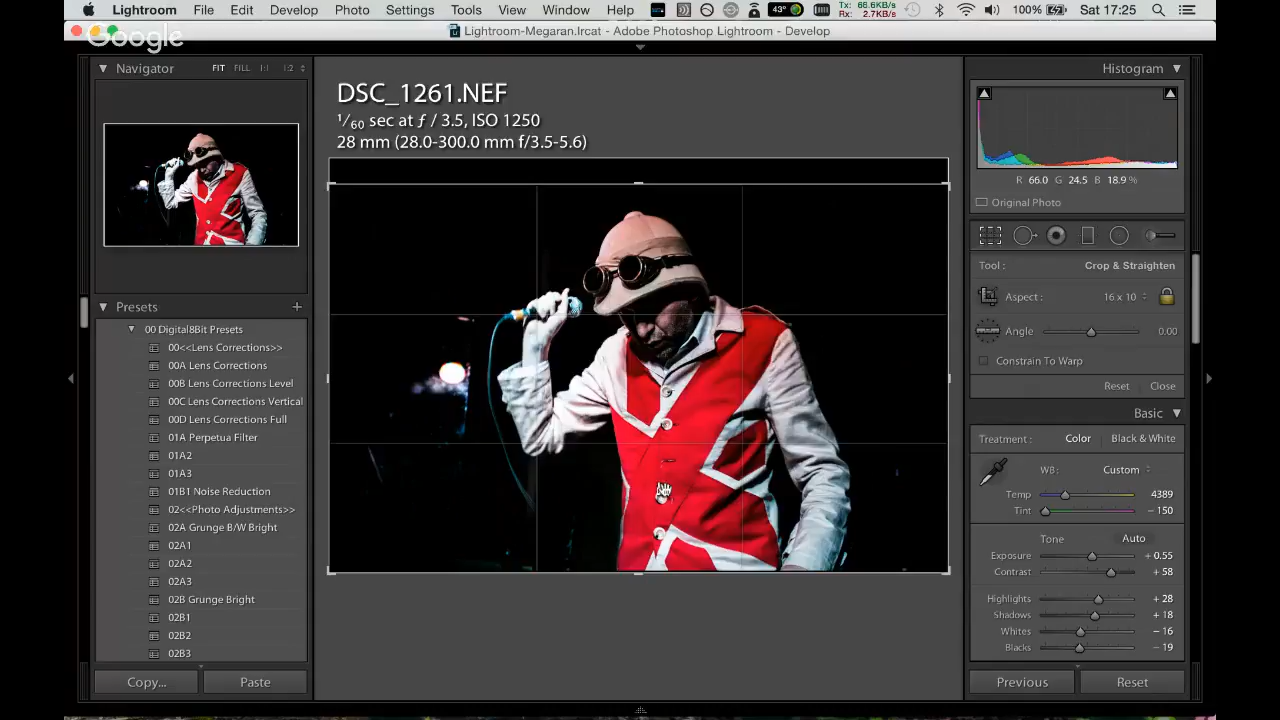 Lightroom File Edit Develop Photo Settings Tools View Window Help 43° Tx: 66.6KB/s Rx: 2.7KB/s 100% Sat 17:25
Google
Lightroom-Megaran.lrcat - Adobe Photoshop Lightroom - Develop
Navigator FIT FILL 1:1 1:2
Presets +
00 Digital8Bit Presets
00<<Lens Corrections>>
00A Lens Corrections
00B Lens Corrections Level
00C Lens Corrections Vertical
00D Lens Corrections Full
01A Perpetua Filter
01A2
01A3
01B1 Noise Reduction
02<<Photo Adjustments>>
02A Grunge B/W Bright
02A1
02A2
02A3
02B Grunge Bright
02B1
02B2
02B3
Copy... Paste
DSC_1261.NEF
1/60 sec at ƒ / 3.5, ISO 1250
28 mm (28.0-300.0 mm f/3.5-5.6)
Histogram
R 66.0 G 24.5 B 18.9 %
Original Photo
Tool : Crop & Straighten
Aspect : 16 x 10
Angle 0.00
Constrain To Warp
Reset Close
Basic
Treatment : Color Black & White
WB : Custom
Temp 4389
Tint - 150
Tone Auto
Exposure + 0.55
Contrast + 58
Highlights + 28
Shadows + 18
Whites - 16
Blacks - 19
Previous Reset